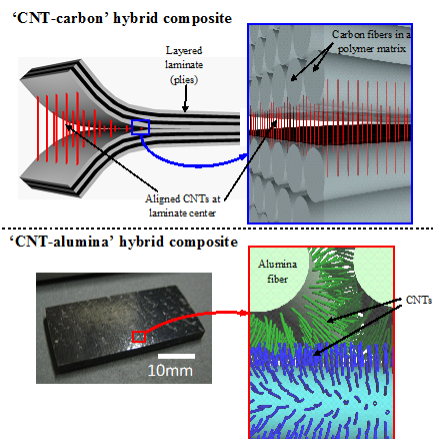 ‘CNT-carbon’ hybrid composite
Layered
laminate
(plies)
Carbon fibers in a
polymer matrix
Aligned CNTs at
laminate center
‘CNT-alumina’ hybrid composite
Alumina
fiber
CNTs
10mm